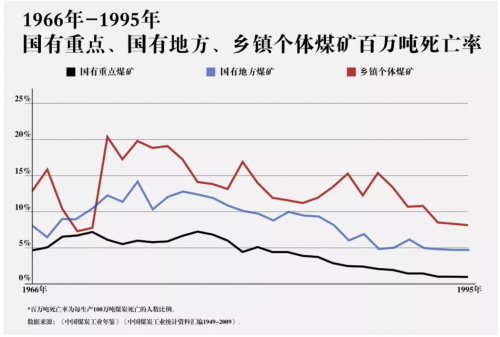 1966年-1995年
国有重点、国有地方、乡镇个体煤矿百万吨死亡率
国有重点煤矿 国有地方煤矿 乡镇个体煤矿
25%
20%
15%
10%
5%
0%
1966年 1995年
*百万吨死亡率为每生产100万吨煤炭死亡的人数比例。
数据来源：《中国煤炭工业年鉴》《中国煤炭工业统计资料汇编1949-2009》.